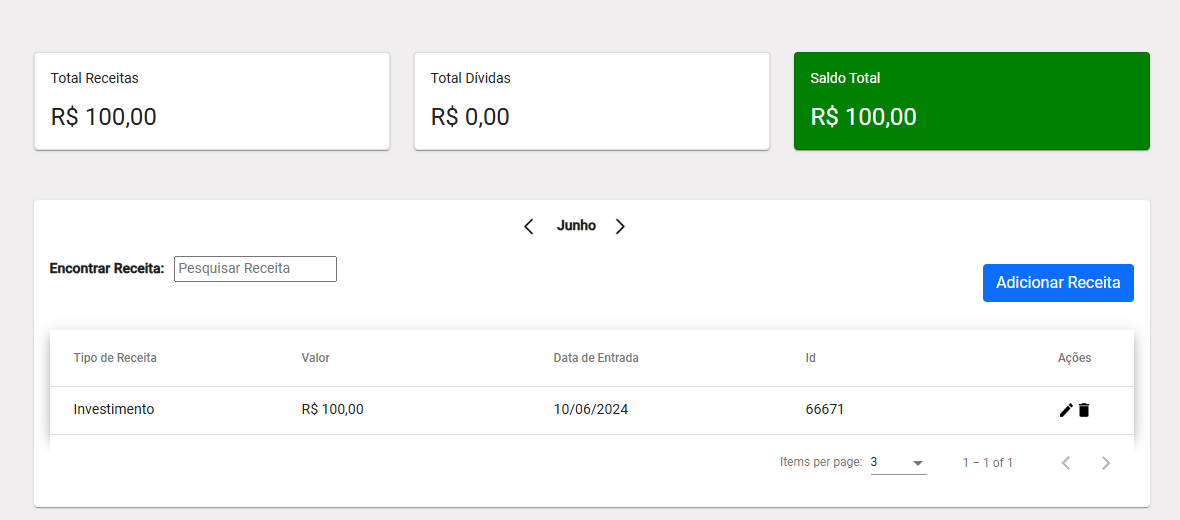 Total Receitas
R$ 100,00
Total Dívidas
R$ 0,00
Saldo Total
R$ 100,00
Junho
Encontrar Receita: Pesquisar Receita
Adicionar Receita
Tipo de Receita Valor Data de Entrada Id Ações
Investimento R$ 100,00 10/06/2024 66671
Items per page: 3 1 – 1 of 1